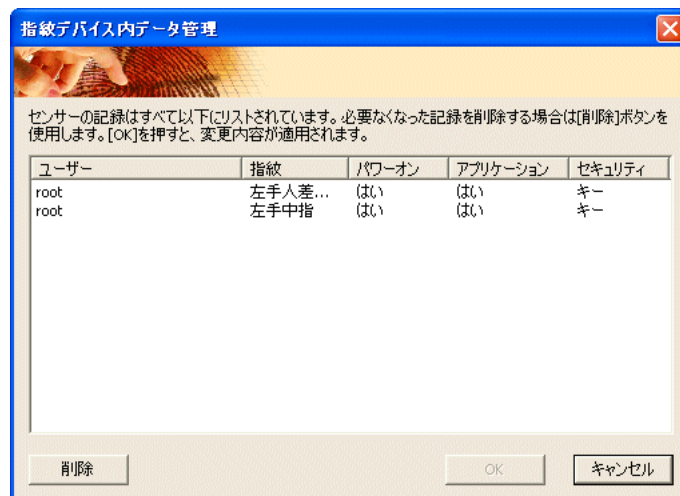 指紋デバイス内データ管理
センサーの記録はすべて以下にリストされています。必要なくなった記録を削除する場合は[削除]ボタンを
使用します。[OK]を押すと、変更内容が適用されます。
ユーザー 指紋 パワーオン アプリケーション セキュリティ
root 左手人差... はい はい キー
root 左手中指 はい はい キー
削除 OK キャンセル